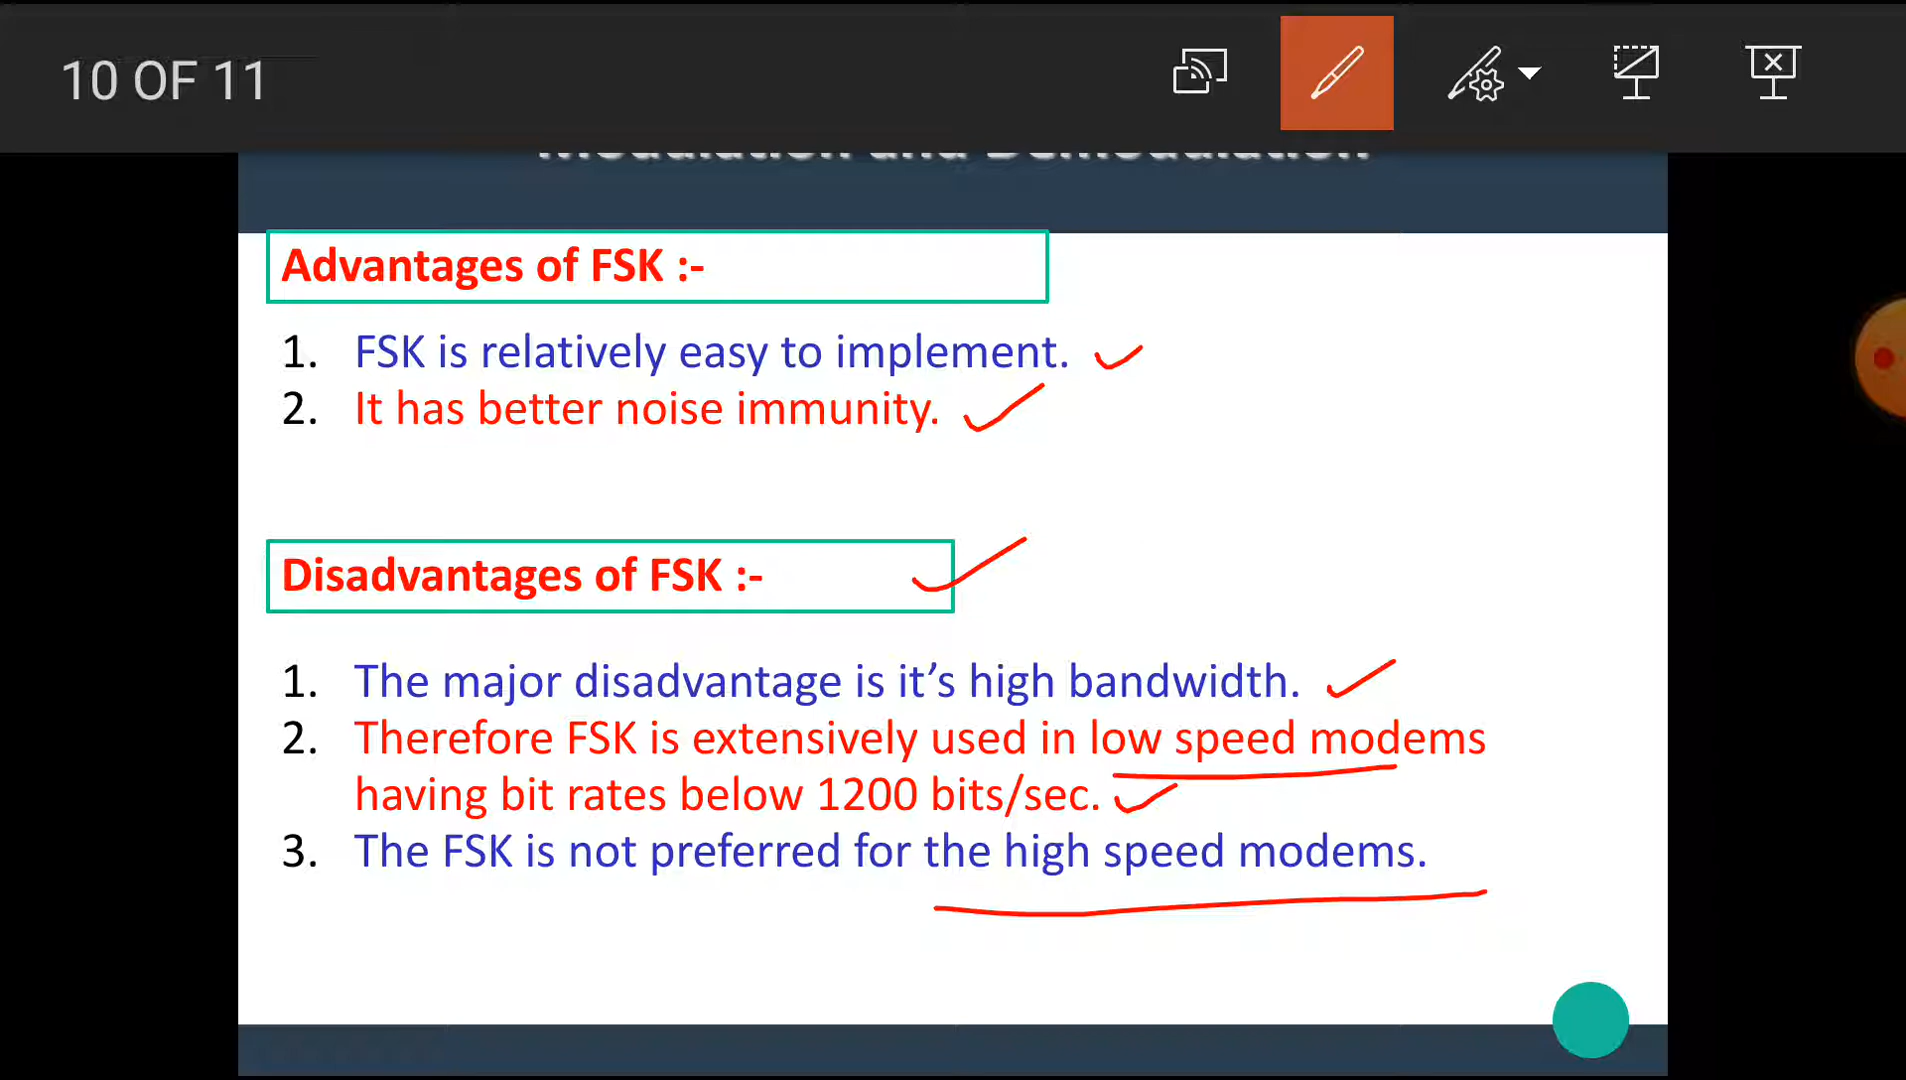 10 OF 11
Modulation and Demodulation
Advantages of FSK :-
1. FSK is relatively easy to implement.
2. It has better noise immunity.
Disadvantages of FSK :-
1. The major disadvantage is it’s high bandwidth.
2. Therefore FSK is extensively used in low speed modems
having bit rates below 1200 bits/sec.
3. The FSK is not preferred for the high speed modems.